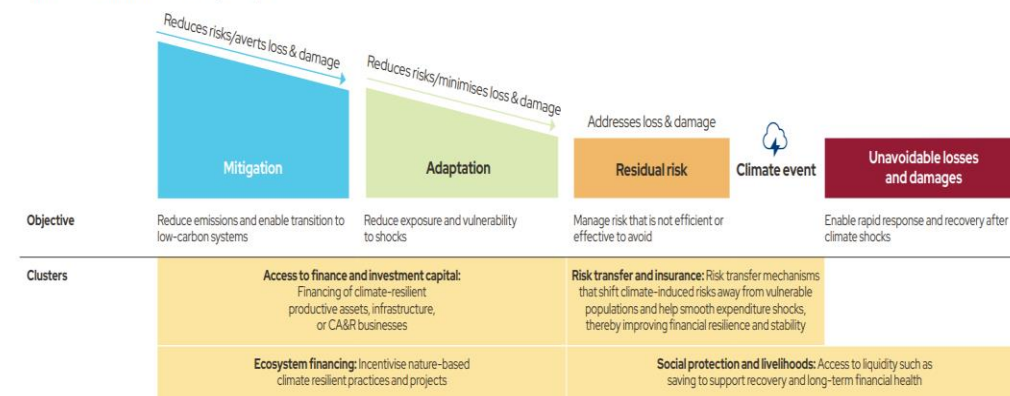 Reduces risks/averts loss & damage
Reduces risks/minimises loss & damage
Addresses loss & damage
Mitigation
Adaptation
Residual risk
Climate event
Unavoidable losses
and damages
Objective
Reduce emissions and enable transition to
low-carbon systems
Reduce exposure and vulnerability
to shocks
Manage risk that is not efficient or
effective to avoid
Enable rapid response and recovery after
climate shocks
Clusters
Access to finance and investment capital:
Financing of climate-resilient
productive assets, infrastructure,
or CA&R businesses
Risk transfer and insurance: Risk transfer mechanisms
that shift climate-induced risks away from vulnerable
populations and help smooth expenditure shocks,
thereby improving financial resilience and stability
Ecosystem financing: Incentivise nature-based
climate resilient practices and projects
Social protection and livelihoods: Access to liquidity such as
saving to support recovery and long-term financial health